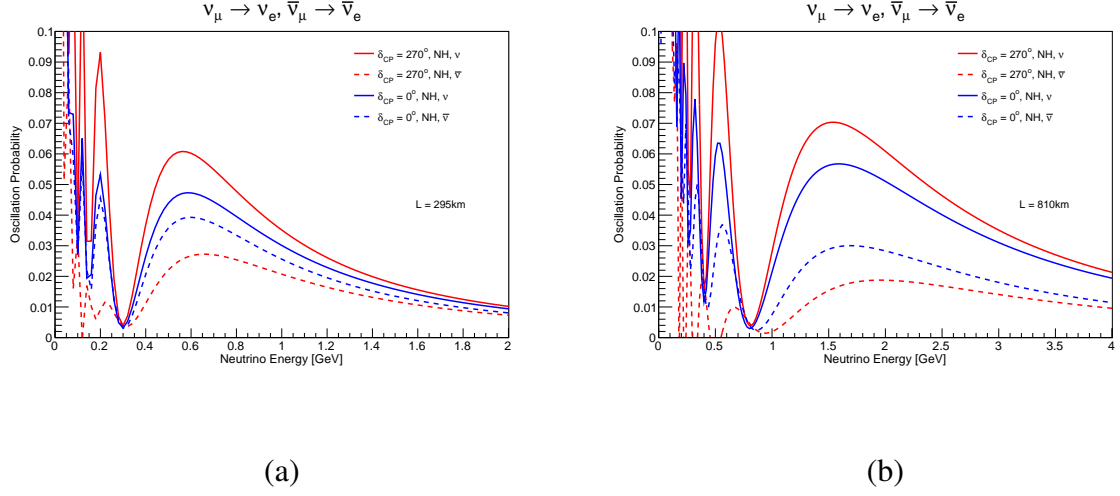 ν_μ → ν_e, ν̅_μ → ν̅_e
0.1
0.09
0.08
0.07
0.06
0.05
0.04
0.03
0.02
0.01
0
Oscillation Probability
δ_CP = 270°, NH, ν
δ_CP = 270°, NH, ν̅
δ_CP = 0°, NH, ν
δ_CP = 0°, NH, ν̅
L = 295km
0 0.2 0.4 0.6 0.8 1 1.2 1.4 1.6 1.8 2
Neutrino Energy [GeV]
(a)
ν_μ → ν_e, ν̅_μ → ν̅_e
0.1
0.09
0.08
0.07
0.06
0.05
0.04
0.03
0.02
0.01
0
Oscillation Probability
δ_CP = 270°, NH, ν
δ_CP = 270°, NH, ν̅
δ_CP = 0°, NH, ν
δ_CP = 0°, NH, ν̅
L = 810km
0 0.5 1 1.5 2 2.5 3 3.5 4
Neutrino Energy [GeV]
(b)